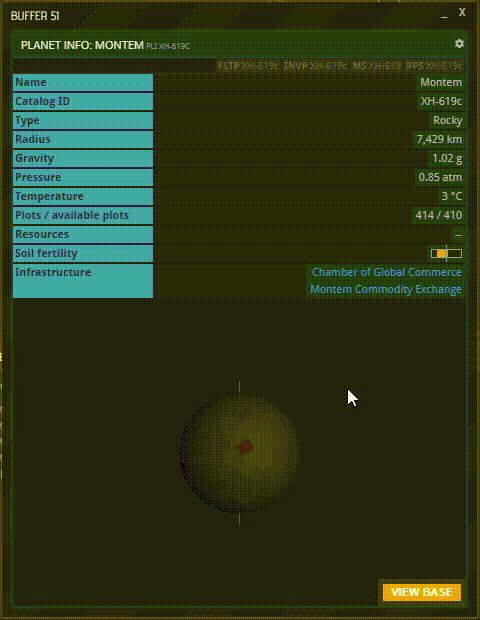 BUFFER 51
_ X
PLANET INFO: MONTEM PLI XH-619C
FLTP XH-619c INVP XH-619c MS XH-619 PPS XH-619c
Name Montem
Catalog ID XH-619c
Type Rocky
Radius 7,429 km
Gravity 1.02 g
Pressure 0.85 atm
Temperature 3 °C
Plots / available plots 414 / 410
Resources --
Soil fertility
Infrastructure Chamber of Global Commerce
Montem Commodity Exchange
VIEW BASE